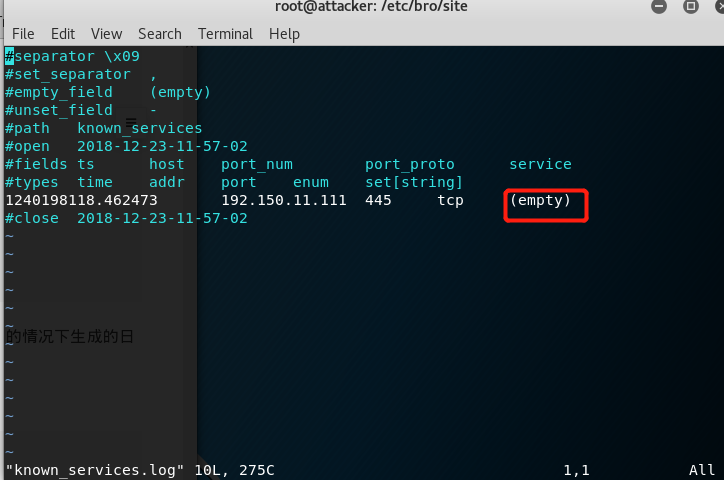 root@attacker: /etc/bro/site
File Edit View Search Terminal Help
#separator \x09
#set_separator ,
#empty_field (empty)
#unset_field -
#path known_services
#open 2018-12-23-11-57-02
#fields ts host port_num port_proto service
#types time addr port enum set[string]
1240198118.462473 192.150.11.111 445 tcp (empty)
#close 2018-12-23-11-57-02
~
~
~
~
~
~
的情况下生成的日
~
~
~
~
~
~
~
"known_services.log" 10L, 275C 1,1 All